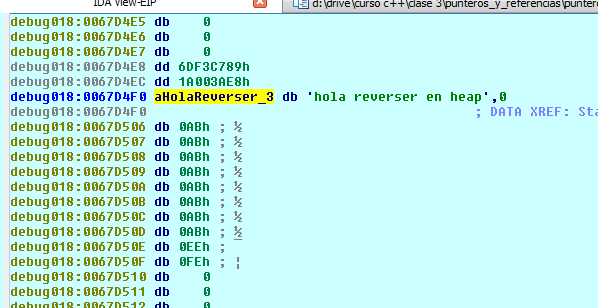 IDA View-EIP d:\drive\curso c++\clase 3\punteros_y_referencias\puntero
debug018:0067D4E5 db 0
debug018:0067D4E6 db 0
debug018:0067D4E7 db 0
debug018:0067D4E8 dd 6DF3C789h
debug018:0067D4EC dd 1A003AE8h
debug018:0067D4F0 aHolaReverser_3 db 'hola reverser en heap',0
debug018:0067D4F0 ; DATA XREF: Sta
debug018:0067D506 db 0ABh ; ½
debug018:0067D507 db 0ABh ; ½
debug018:0067D508 db 0ABh ; ½
debug018:0067D509 db 0ABh ; ½
debug018:0067D50A db 0ABh ; ½
debug018:0067D50B db 0ABh ; ½
debug018:0067D50C db 0ABh ; ½
debug018:0067D50D db 0ABh ; ½
debug018:0067D50E db 0EEh ;
debug018:0067D50F db 0FEh ; ¦
debug018:0067D510 db 0
debug018:0067D511 db 0
debug018:0067D512 db 0